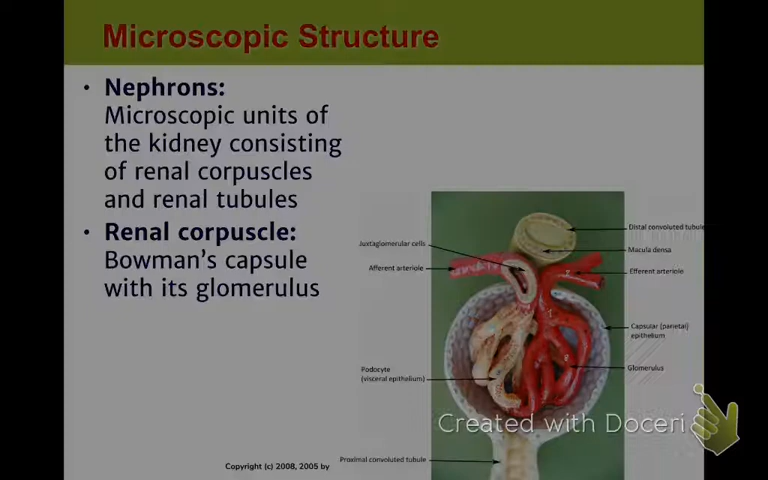 Microscopic Structure
• Nephrons:
Microscopic units of
the kidney consisting
of renal corpuscles
and renal tubules
• Renal corpuscle:
Bowman's capsule
with its glomerulus
Distal convoluted tubule
Juxtaglomerular cells
Macula densa
Afferent arteriole
Efferent arteriole
Capsular (parietal)
epithelium
Podocyte
(visceral epithelium)
Glomerulus
Created with Doceri
Proximal convoluted tubule
Copyright (c) 2008, 2005 by